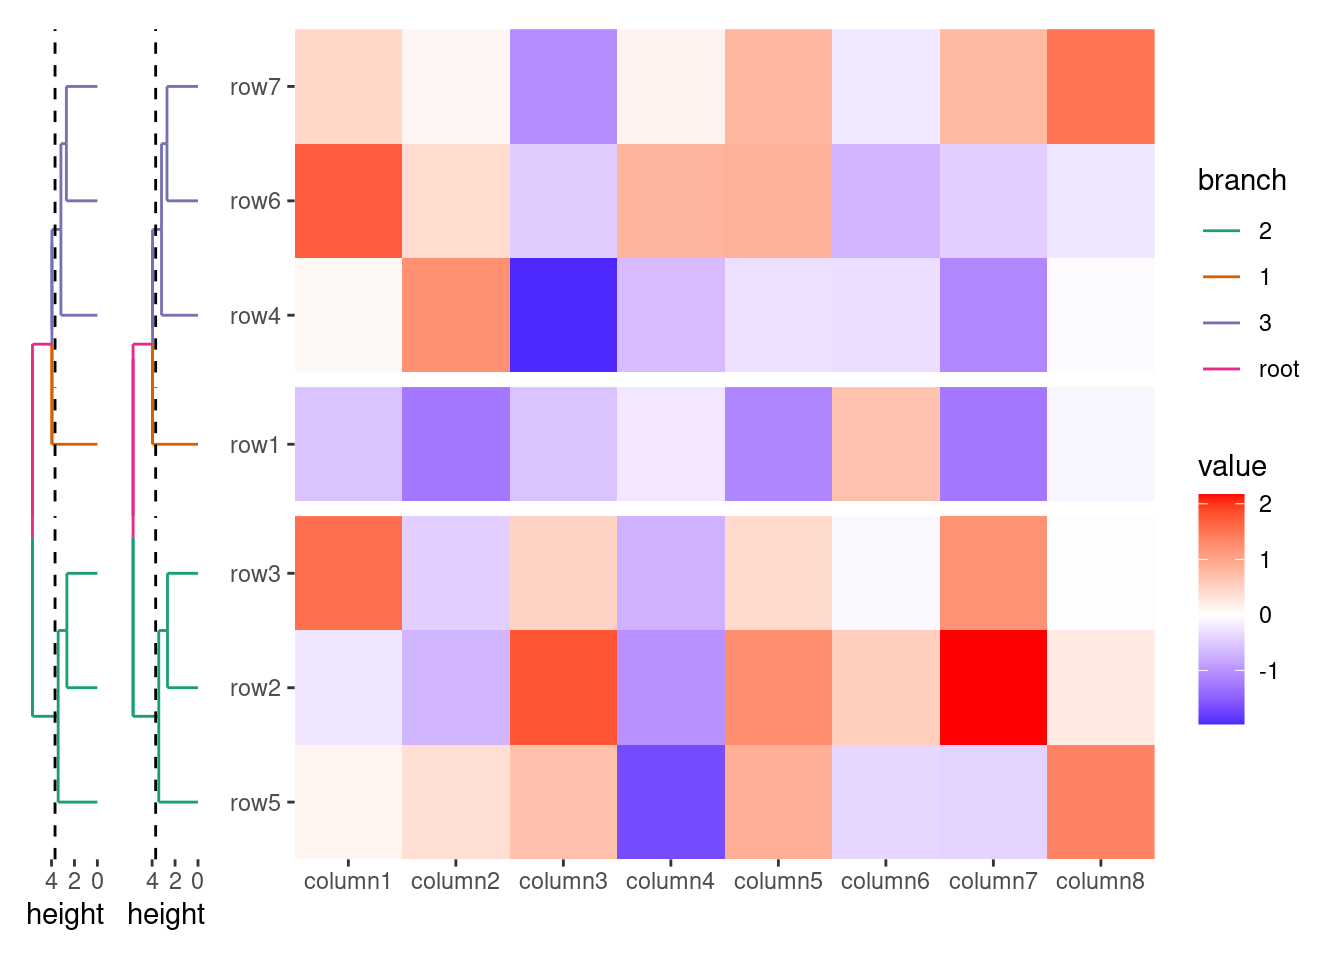 row7
row6
row4
row1
row3
row2
row5
4 2 0
height
4 2 0
height
column1 column2 column3 column4 column5 column6 column7 column8
branch
2
1
3
root
value
2
1
0
-1